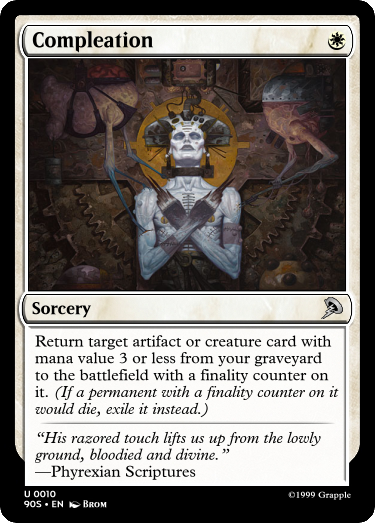 Compleation
Sorcery
Return target artifact or creature card with
mana value 3 or less from your graveyard
to the battlefield with a finality counter on
it. (If a permanent with a finality counter on it
would die, exile it instead.)
“His razored touch lifts us up from the lowly
ground, bloodied and divine.”
—Phyrexian Scriptures
U 0010
90S • EN BROM
©1999 Grapple